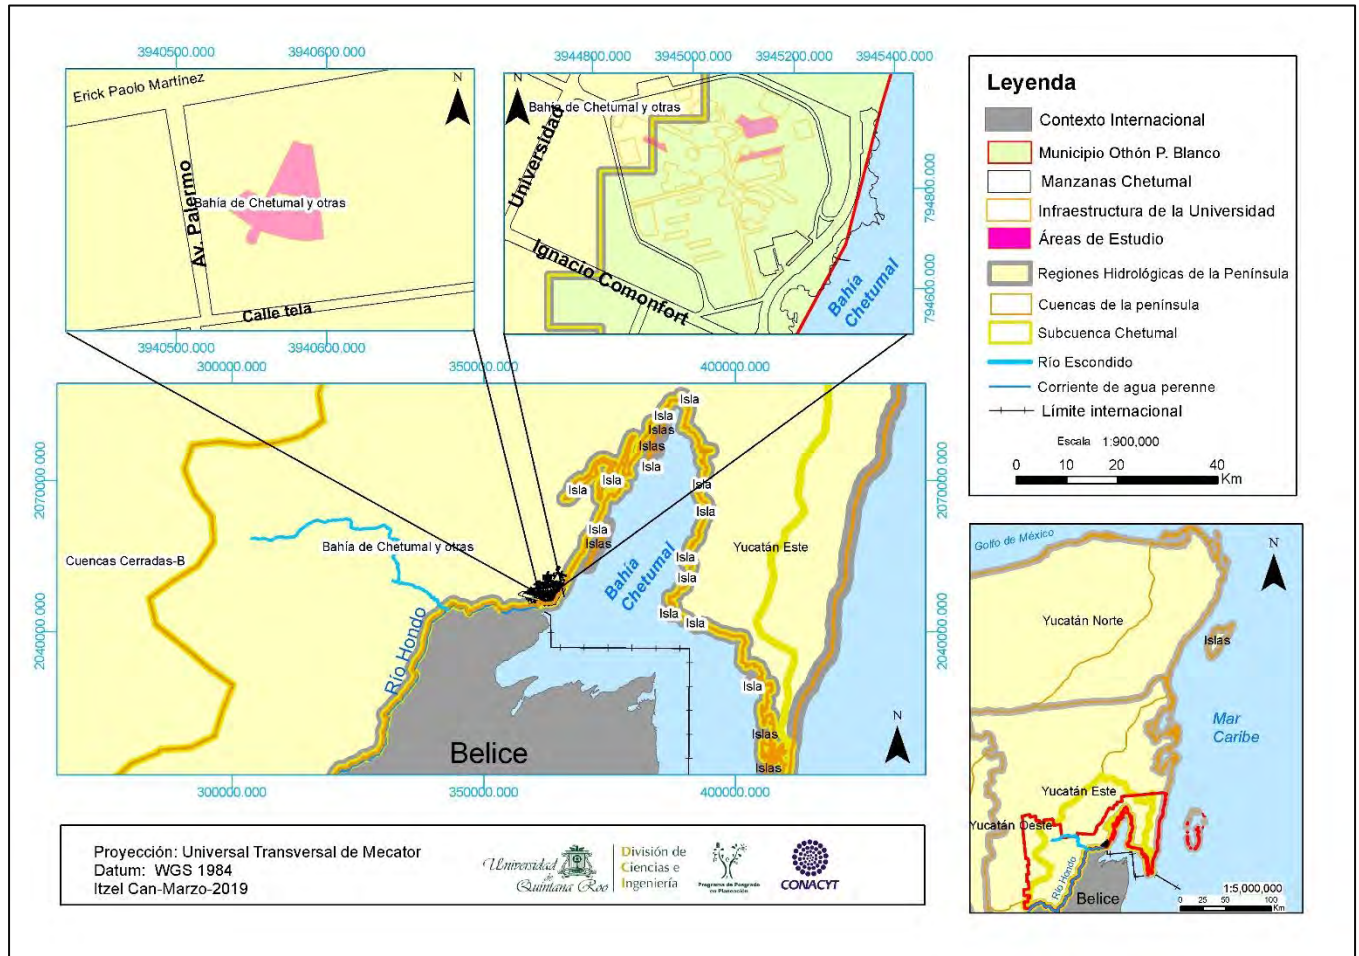 3940500.000
3940600.000
Erick Paolo Martínez
N
Bahía de Chetumal y otras
Av. Palermo
Calle tela
3940500.000
3940600.000
3944800.000
3945000.000
3945200.000
3945400.000
N
Bahía de Chetumal y otras
Universidad
Ignacio Comonfort
Bahía
Chetumal
794800.000
794600.000
Leyenda
Contexto Internacional
Municipio Othón P. Blanco
Manzanas Chetumal
Infraestructura de la Universidad
Áreas de Estudio
Regiones Hidrológicas de la Península
Cuencas de la península
Subcuenca Chetumal
Río Escondido
Corriente de agua perenne
Límite internacional
Escala 1:900,000
0 10 20 40
Km
300000.000
350000.000
400000.000
2070000.000
2040000.000
2070000.000
2040000.000
Isla
Isla
Islas
Islas
Isla
Isla
Isla
Isla
Isla
Isla
Islas
Cuencas Cerradas-B
Bahía de Chetumal y otras
Yucatán Este
Bahía
Chetumal
Isla
Isla
Isla
Isla
Río Hondo
Isla
Islas
Islas
Belice
N
300000.000
350000.000
400000.000
Golfo de México
N
Yucatán Norte
Islas
Mar
Caribe
Yucatán Este
Yucatán Oeste
Río Hondo
Belice
1:5,000,000
0 25 50 100
Km
Proyección: Universal Transversal de Mecator
Datum: WGS 1984
Itzel Can-Marzo-2019
Universidad
de
Quintana Roo
División de
Ciencias e
Ingeniería
Programa de Posgrado
en Planeación
CONACYT